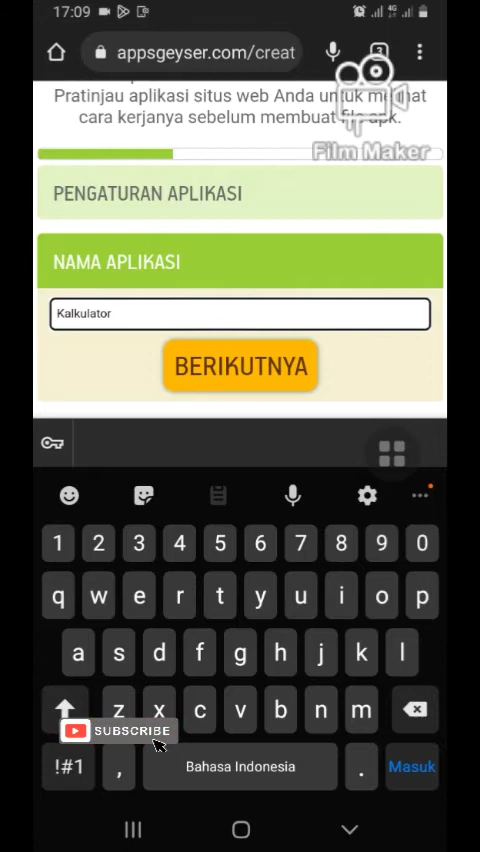 17:09
appsgeyser.com/creat
3
Pratinjau aplikasi situs web Anda untuk melihat
cara kerjanya sebelum membuat file apk.
Film Maker
PENGATURAN APLIKASI
NAMA APLIKASI
Kalkulator
BERIKUTNYA
1 2 3 4 5 6 7 8 9 0
q w e r t y u i o p
a s d f g h j k l
z x c v b n m
SUBSCRIBE
!#1 , Bahasa Indonesia . Masuk